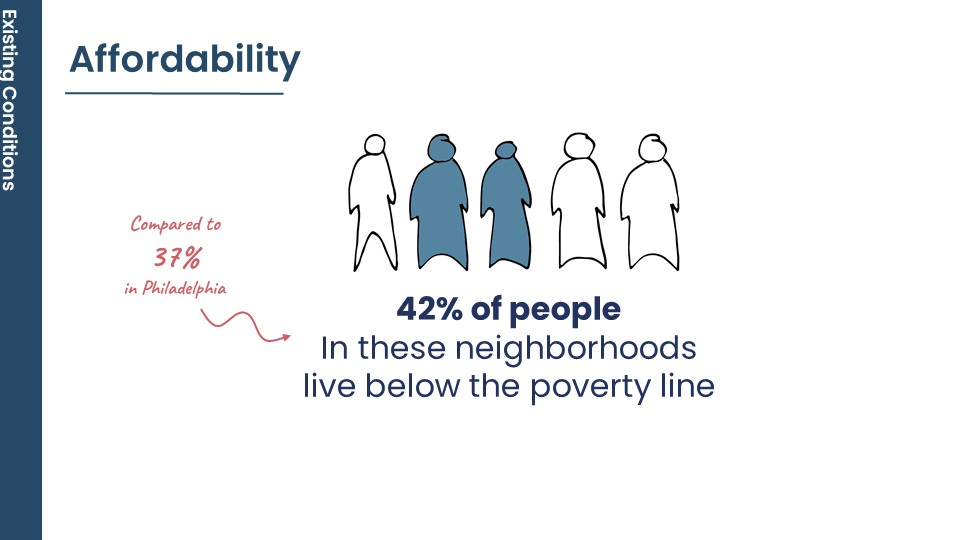 Existing Conditions
Affordability
Compared to
37%
in Philadelphia
42% of people
In these neighborhoods
live below the poverty line